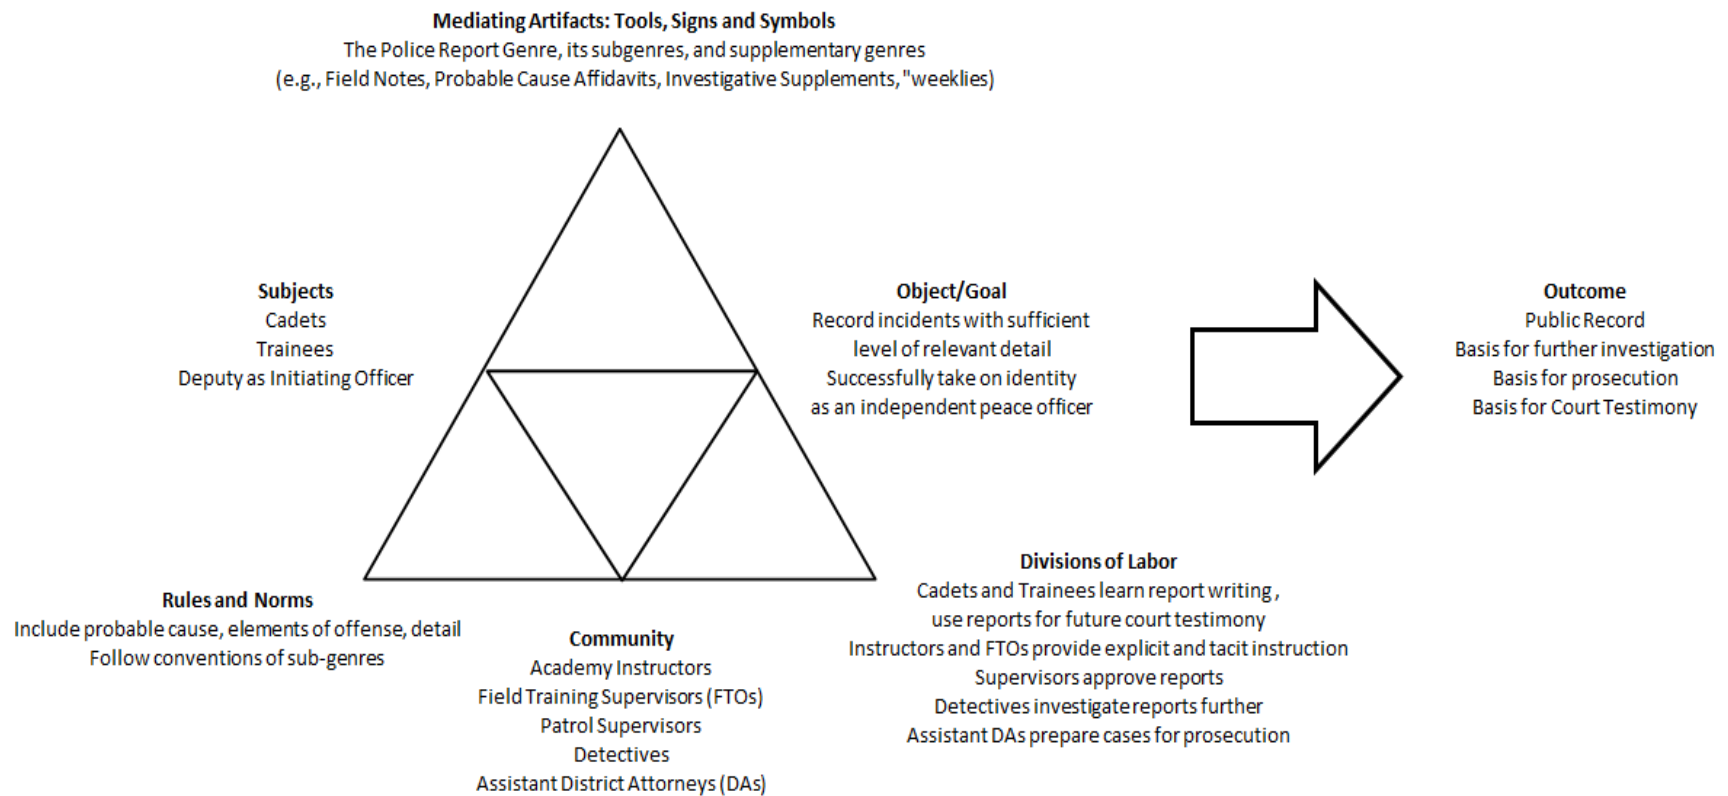 Mediating Artifacts: Tools, Signs and Symbols
The Police Report Genre, its subgenres, and supplementary genres
(e.g., Field Notes, Probable Cause Affidavits, Investigative Supplements, "weeklies)
Subjects
Cadets
Trainees
Deputy as Initiating Officer
Object/Goal
Record incidents with sufficient
level of relevant detail
Successfully take on identity
as an independent peace officer
Outcome
Public Record
Basis for further investigation
Basis for prosecution
Basis for Court Testimony
Rules and Norms
Include probable cause, elements of offense, detail
Follow conventions of sub-genres
Community
Academy Instructors
Field Training Supervisors (FTOs)
Patrol Supervisors
Detectives
Assistant District Attorneys (DAs)
Divisions of Labor
Cadets and Trainees learn report writing,
use reports for future court testimony
Instructors and FTOs provide explicit and tacit instruction
Supervisors approve reports
Detectives investigate reports further
Assistant DAs prepare cases for prosecution